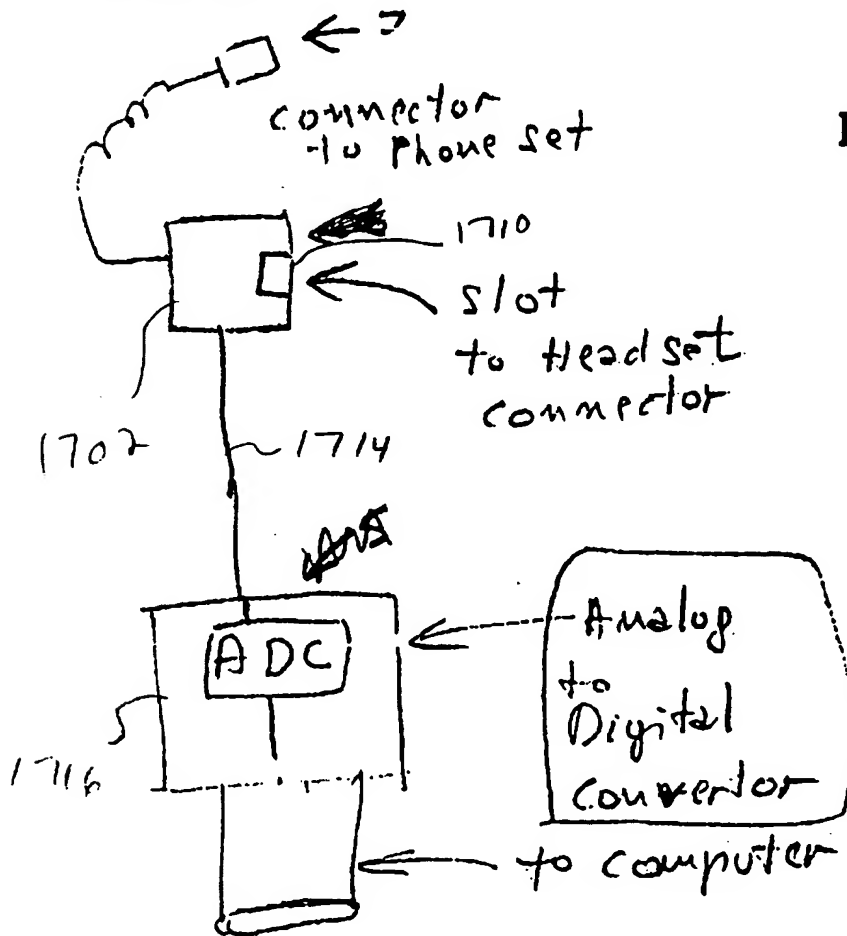 connector
to phone set
1710
slot
to Headset
connector
1702
1714
ADC
Analog
to
Digital
Convertor
1716
to computer